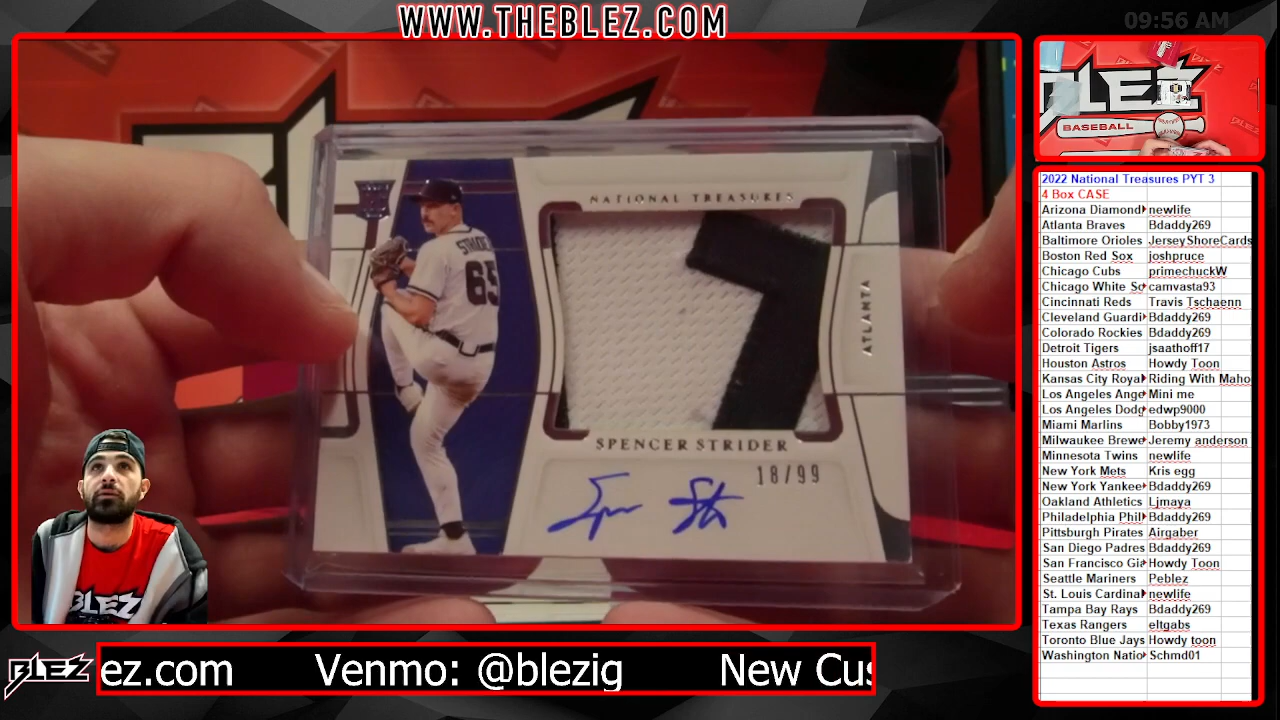 WWW.THEBLEZ.COM
09:56 AM
NATIONAL TREASURES
STRIDER
65
ATLANTA
SPENCER STRIDER
18/99
BLEZ
BASEBALL
BLEZ
2022 National Treasures PYT 3
4 Box CASE
Arizona Diamond newlife
Atlanta Braves Bdaddy269
Baltimore Orioles JerseyShoreCards
Boston Red Sox joshpruce
Chicago Cubs primechuckW
Chicago White So camvasta93
Cincinnati Reds Travis Tschaenn
Cleveland Guardi Bdaddy269
Colorado Rockies Bdaddy269
Detroit Tigers jsaathoff17
Houston Astros Howdy Toon
Kansas City Roya Riding With Maho
Los Angeles Ange Mini me
Los Angeles Dodg edwp9000
Miami Marlins Bobby1973
Milwaukee Brewe Jeremy anderson
Minnesota Twins newlife
New York Mets Kris egg
New York Yankee Bdaddy269
Oakland Athletics Ljmaya
Philadelphia Phil Bdaddy269
Pittsburgh Pirates Airgaber
San Diego Padres Bdaddy269
San Francisco Gia Howdy Toon
Seattle Mariners Peblez
St. Louis Cardina newlife
Tampa Bay Rays Bdaddy269
Texas Rangers eltgabs
Toronto Blue Jays Howdy toon
Washington Natio Schmd01
BLEZ
BLEZ
ez.com Venmo: @blezig New Cus